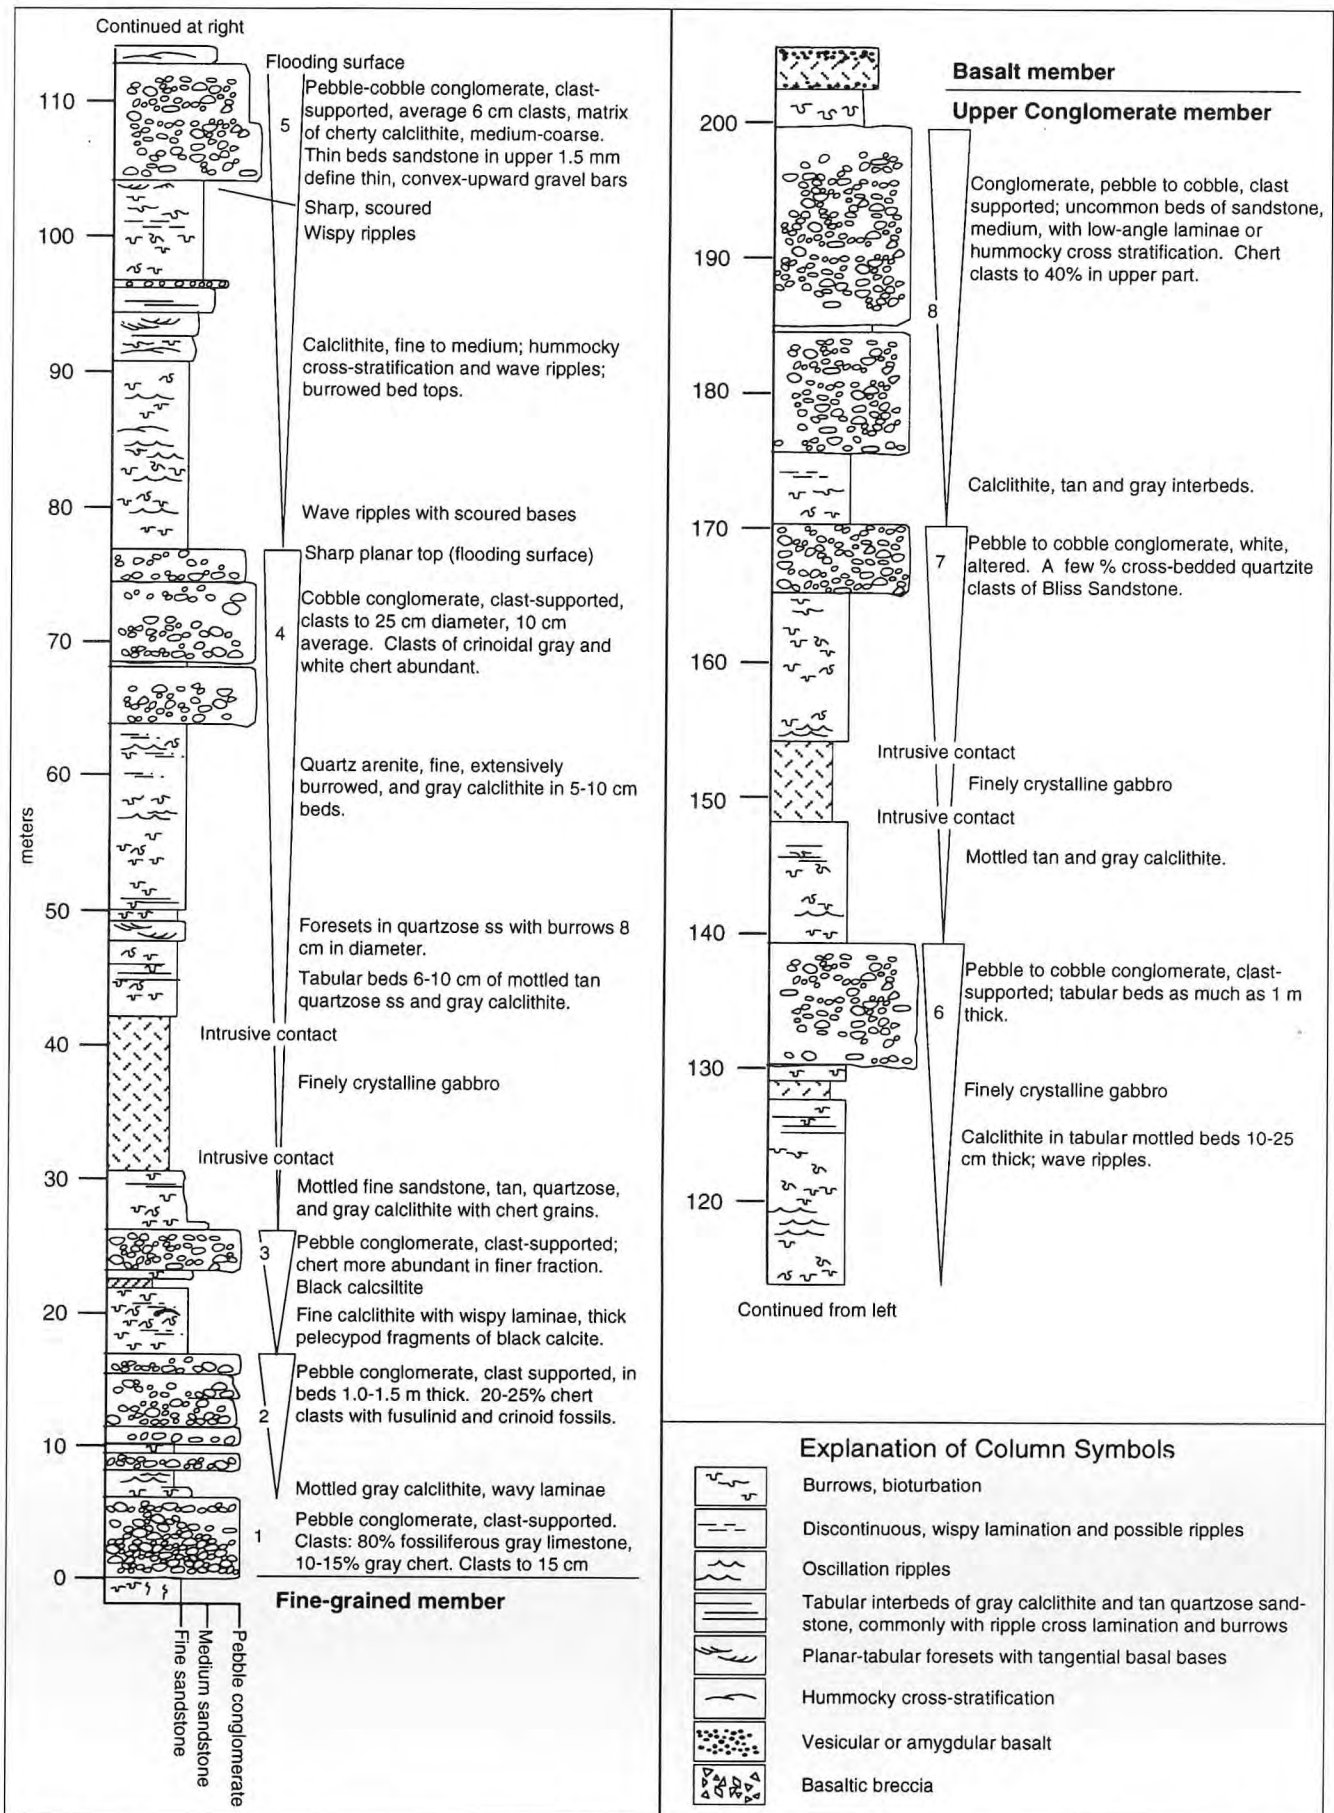 Continued at right
Flooding surface
Pebble-cobble conglomerate, clast-
supported, average 6 cm clasts, matrix
of cherty calclithite, medium-coarse.
Thin beds sandstone in upper 1.5 mm
define thin, convex-upward gravel bars
Sharp, scoured
Wispy ripples
5
110
100
Calclithite, fine to medium; hummocky
cross-stratification and wave ripples;
burrowed bed tops.
90
Wave ripples with scoured bases
80
Sharp planar top (flooding surface)
Cobble conglomerate, clast-supported,
clasts to 25 cm diameter, 10 cm
average. Clasts of crinoidal gray and
white chert abundant.
4
70
Quartz arenite, fine, extensively
burrowed, and gray calclithite in 5-10 cm
beds.
60
meters
50
Foresets in quartzose ss with burrows 8
cm in diameter.
Tabular beds 6-10 cm of mottled tan
quartzose ss and gray calclithite.
Intrusive contact
40
Finely crystalline gabbro
Intrusive contact
30
Mottled fine sandstone, tan, quartzose,
and gray calclithite with chert grains.
3
Pebble conglomerate, clast-supported;
chert more abundant in finer fraction.
Black calcsiltite
20
Fine calclithite with wispy laminae, thick
pelecypod fragments of black calcite.
Pebble conglomerate, clast supported, in
beds 1.0-1.5 m thick. 20-25% chert
clasts with fusulinid and crinoid fossils.
2
10
Mottled gray calclithite, wavy laminae
Pebble conglomerate, clast-supported.
Clasts: 80% fossiliferous gray limestone,
10-15% gray chert. Clasts to 15 cm
1
0
Fine-grained member
Fine sandstone
Medium sandstone
Pebble conglomerate
Basalt member
Upper Conglomerate member
200
Conglomerate, pebble to cobble, clast
supported; uncommon beds of sandstone,
medium, with low-angle laminae or
hummocky cross stratification. Chert
clasts to 40% in upper part.
190
8
180
Calclithite, tan and gray interbeds.
170
Pebble to cobble conglomerate, white,
altered. A few % cross-bedded quartzite
clasts of Bliss Sandstone.
7
160
Intrusive contact
Finely crystalline gabbro
150
Intrusive contact
Mottled tan and gray calclithite.
140
Pebble to cobble conglomerate, clast-
supported; tabular beds as much as 1 m
thick.
6
130
Finely crystalline gabbro
Calclithite in tabular mottled beds 10-25
cm thick; wave ripples.
120
Continued from left
Explanation of Column Symbols
Burrows, bioturbation
Discontinuous, wispy lamination and possible ripples
Oscillation ripples
Tabular interbeds of gray calclithite and tan quartzose sand-
stone, commonly with ripple cross lamination and burrows
Planar-tabular foresets with tangential basal bases
Hummocky cross-stratification
Vesicular or amygdular basalt
Basaltic breccia